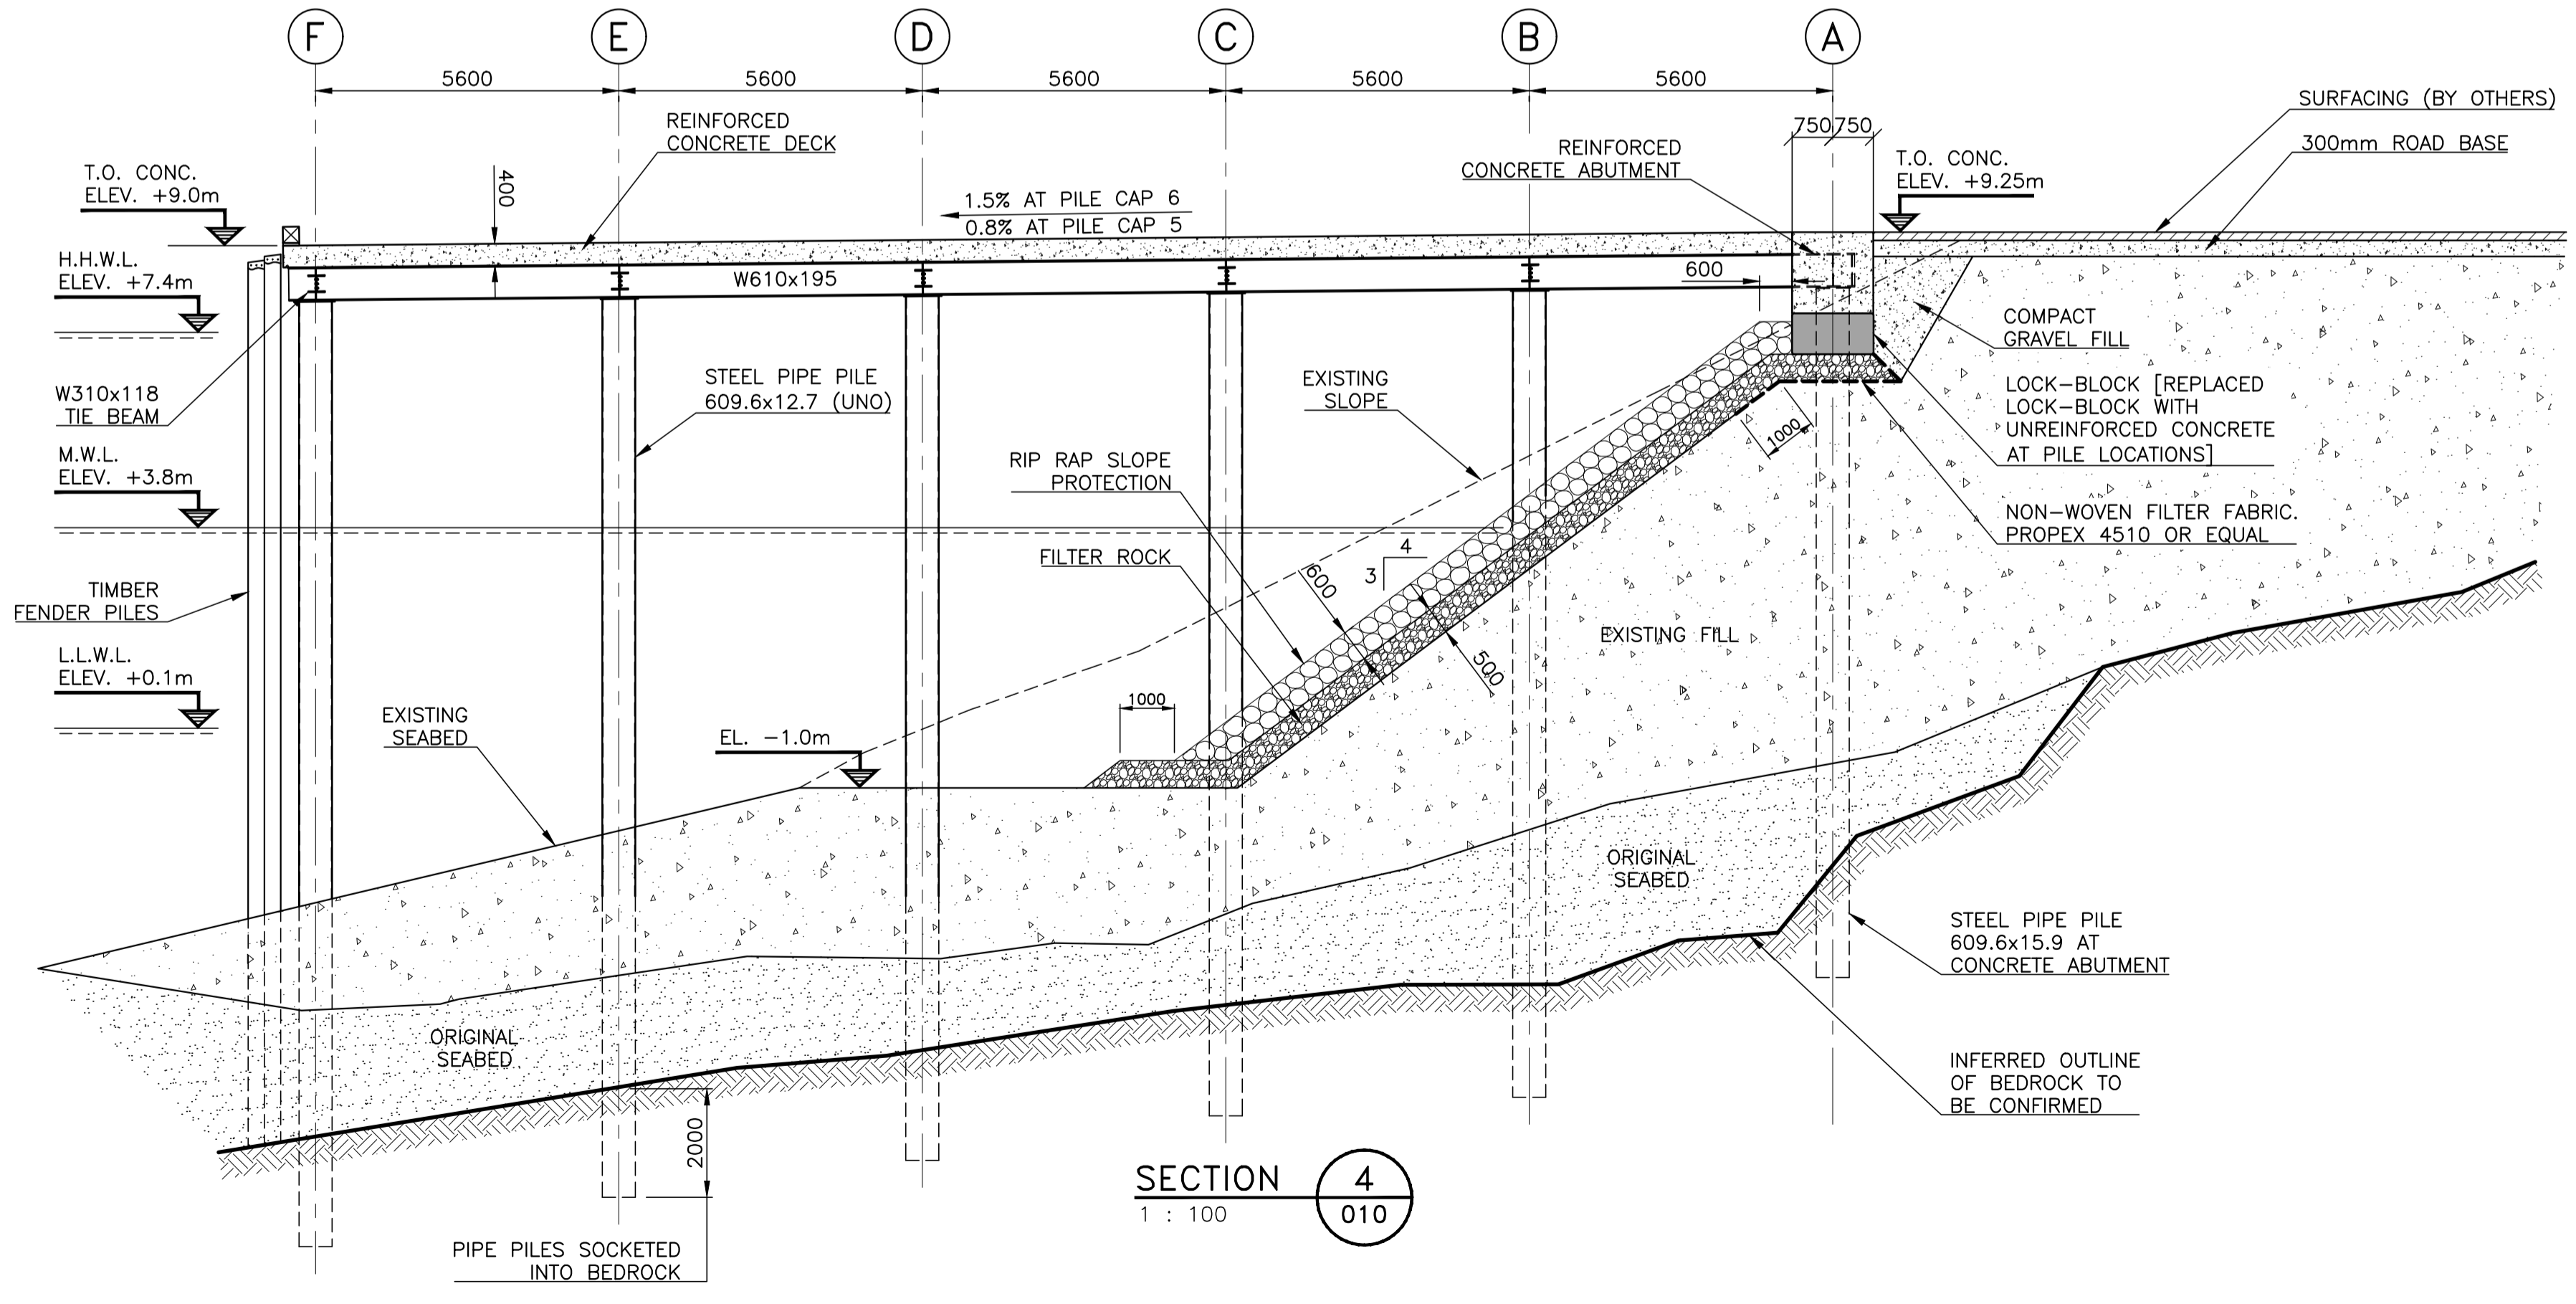 F
E
D
C
B
A
5600
5600
5600
5600
5600
SURFACING (BY OTHERS)
300mm ROAD BASE
REINFORCED
CONCRETE DECK
750
750
REINFORCED
CONCRETE ABUTMENT
T.O. CONC.
ELEV. +9.25m
T.O. CONC.
ELEV. +9.0m
400
1.5% AT PILE CAP 6
0.8% AT PILE CAP 5
H.H.W.L.
ELEV. +7.4m
W610x195
600
COMPACT
GRAVEL FILL
W310x118
TIE BEAM
STEEL PIPE PILE
609.6x12.7 (UNO)
EXISTING
SLOPE
LOCK-BLOCK [REPLACED
LOCK-BLOCK WITH
UNREINFORCED CONCRETE
AT PILE LOCATIONS]
1000
M.W.L.
ELEV. +3.8m
RIP RAP SLOPE
PROTECTION
NON-WOVEN FILTER FABRIC.
PROPEX 4510 OR EQUAL
FILTER ROCK
4
3
600
500
TIMBER
FENDER PILES
EXISTING FILL
L.L.W.L.
ELEV. +0.1m
1000
EXISTING
SEABED
EL. -1.0m
ORIGINAL
SEABED
STEEL PIPE PILE
609.6x15.9 AT
CONCRETE ABUTMENT
ORIGINAL
SEABED
INFERRED OUTLINE
OF BEDROCK TO
BE CONFIRMED
2000
PIPE PILES SOCKETED
INTO BEDROCK
SECTION
1 : 100
4
010